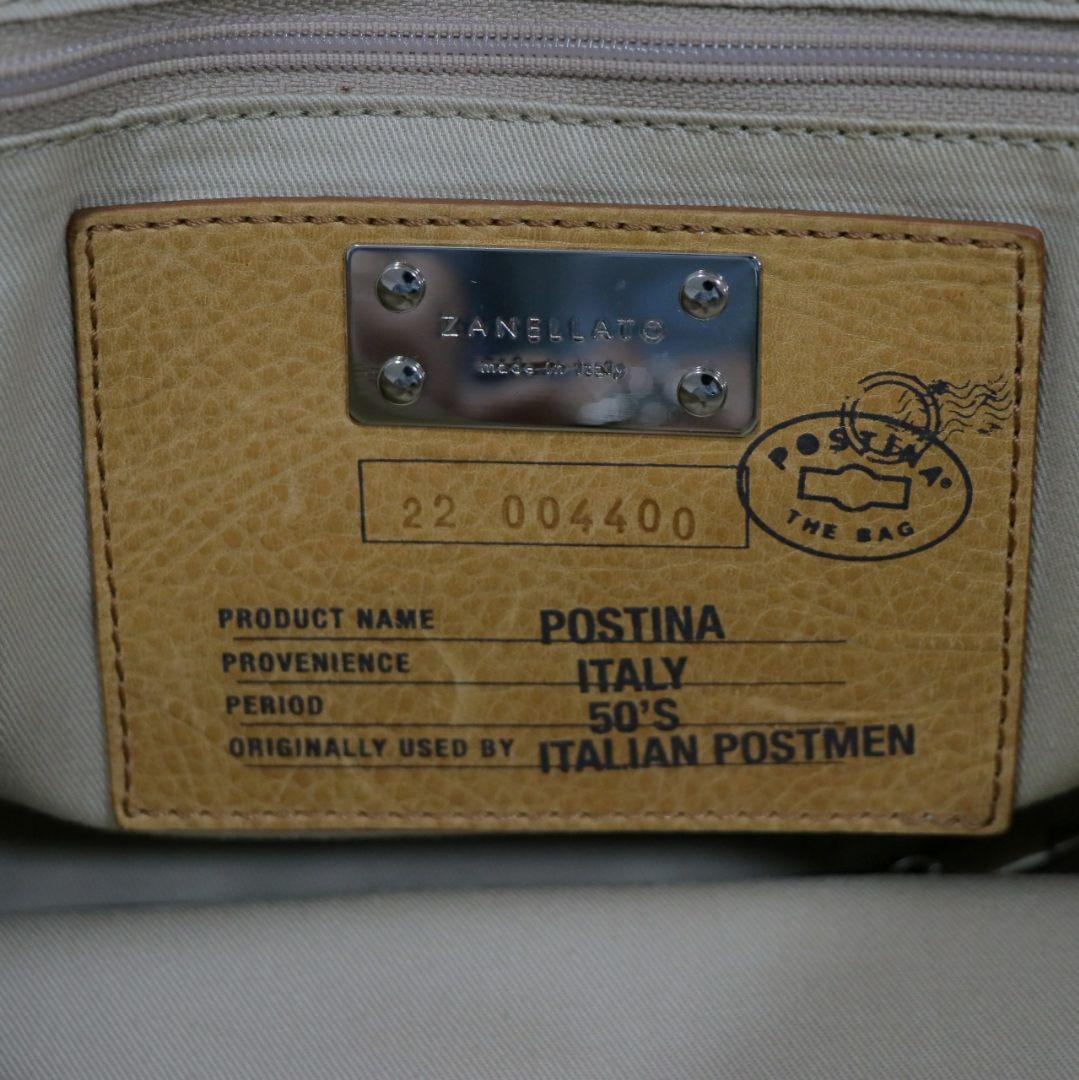 ZANELLATO
made in Italy
22 004400
POSTINA
THE BAG
PRODUCT NAME POSTINA
PROVENIENCE ITALY
PERIOD 50'S
ORIGINALLY USED BY ITALIAN POSTMEN